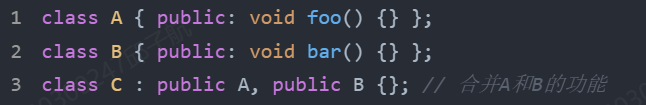 1 class A { public: void foo() {} };
2 class B { public: void bar() {} };
3 class C : public A, public B {}; // 合并A和B的功能